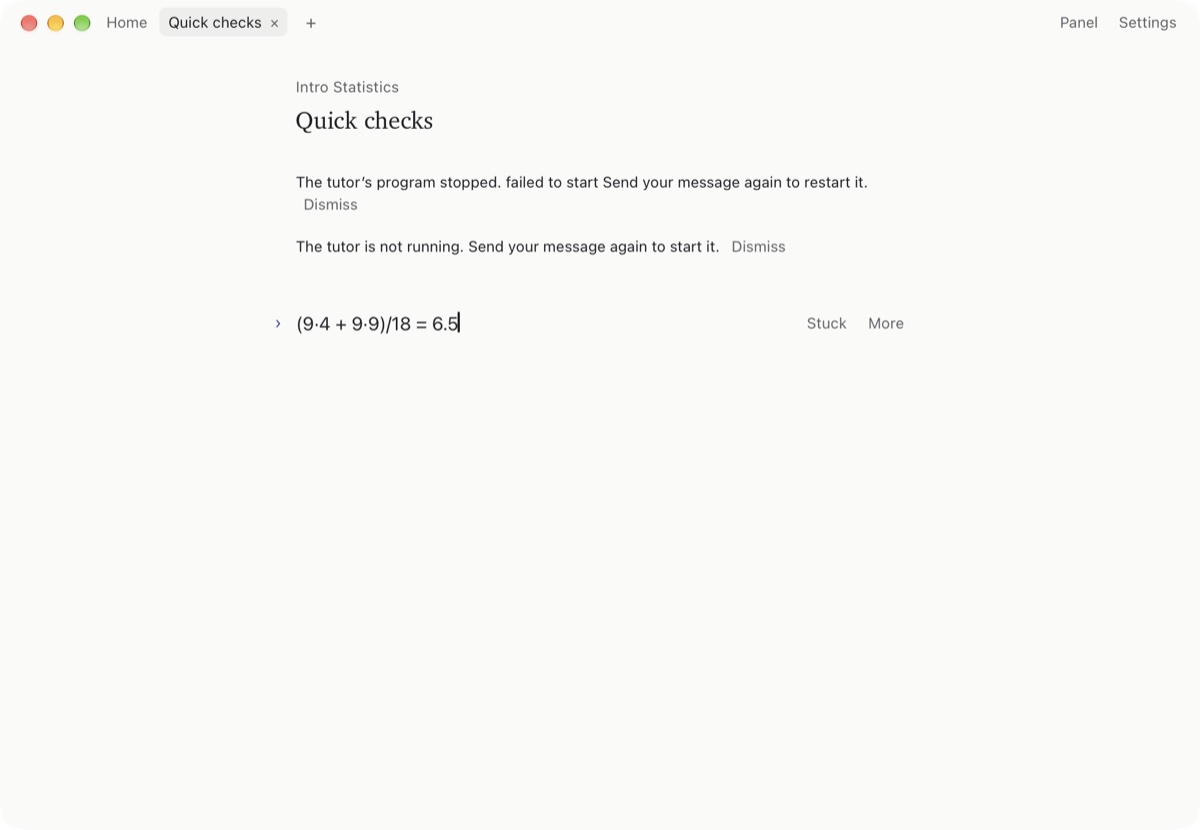 Home Quick checks × + Panel Settings
Intro Statistics
Quick checks
The tutor’s program stopped. failed to start Send your message again to restart it.
Dismiss
The tutor is not running. Send your message again to start it. Dismiss
› (9·4 + 9·9)/18 = 6.5 Stuck More